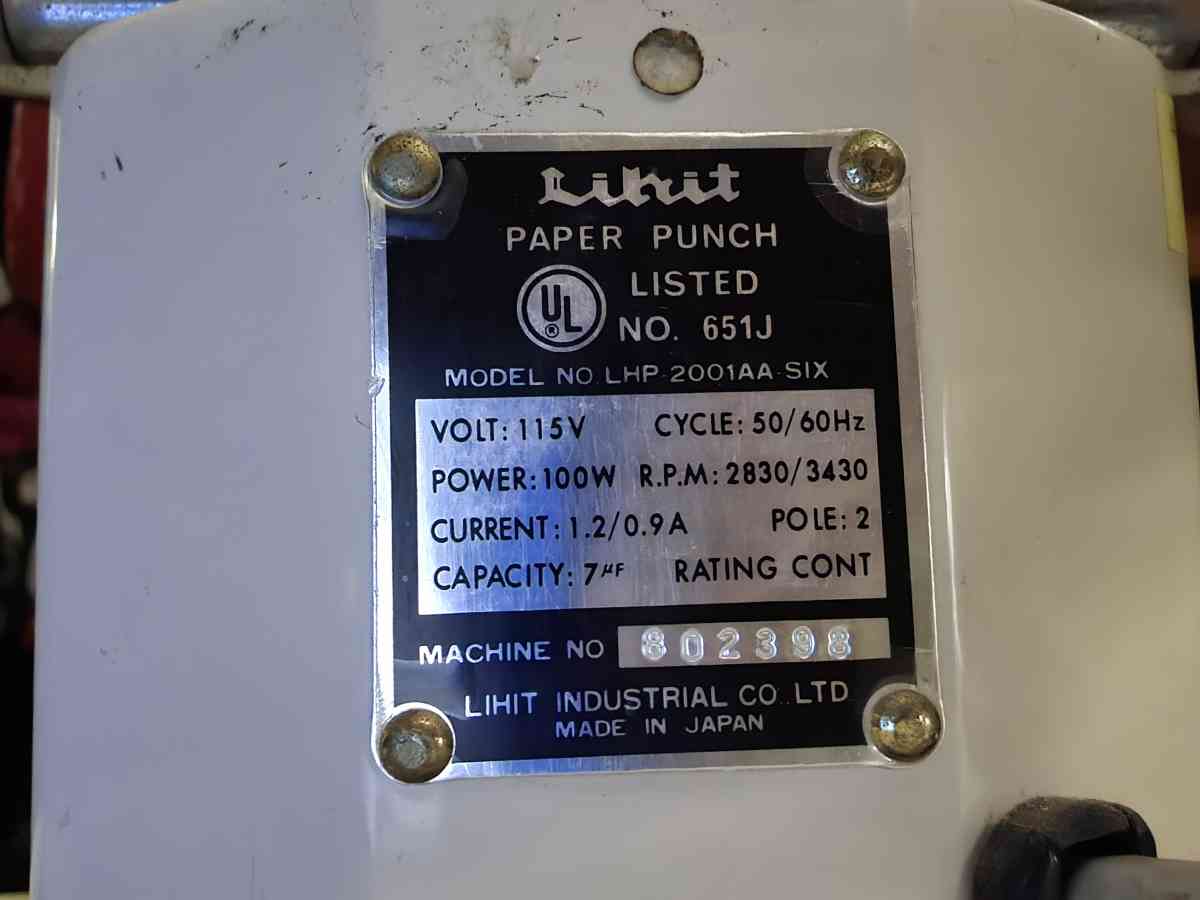 Lihit
PAPER PUNCH
UL ® LISTED
NO. 651J
MODEL NO. LHP-2001AA-SIX
VOLT: 115V CYCLE: 50/60Hz
POWER: 100W R.P.M: 2830/3430
CURRENT: 1.2/0.9A POLE: 2
CAPACITY: 7μF RATING CONT
MACHINE NO 802398
LIHIT INDUSTRIAL CO.,LTD
MADE IN JAPAN